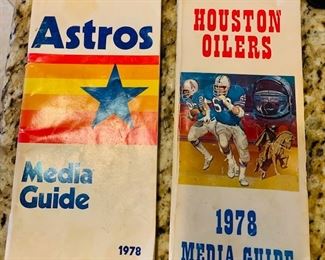 Astros
Media
Guide
1978
HOUSTON
OILERS
1978
MEDIA GUIDE